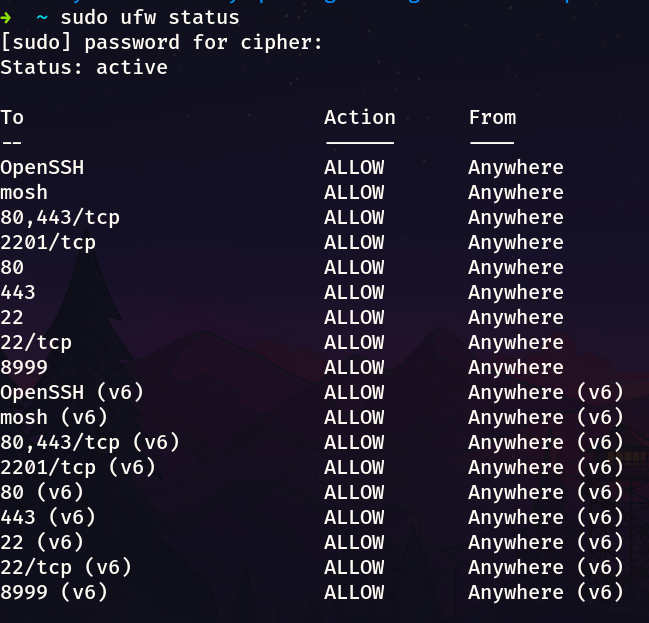 → ~ sudo ufw status
[sudo] password for cipher:
Status: active
To Action From
-- ------ ----
OpenSSH ALLOW Anywhere
mosh ALLOW Anywhere
80,443/tcp ALLOW Anywhere
2201/tcp ALLOW Anywhere
80 ALLOW Anywhere
443 ALLOW Anywhere
22 ALLOW Anywhere
22/tcp ALLOW Anywhere
8999 ALLOW Anywhere
OpenSSH (v6) ALLOW Anywhere (v6)
mosh (v6) ALLOW Anywhere (v6)
80,443/tcp (v6) ALLOW Anywhere (v6)
2201/tcp (v6) ALLOW Anywhere (v6)
80 (v6) ALLOW Anywhere (v6)
443 (v6) ALLOW Anywhere (v6)
22 (v6) ALLOW Anywhere (v6)
22/tcp (v6) ALLOW Anywhere (v6)
8999 (v6) ALLOW Anywhere (v6)